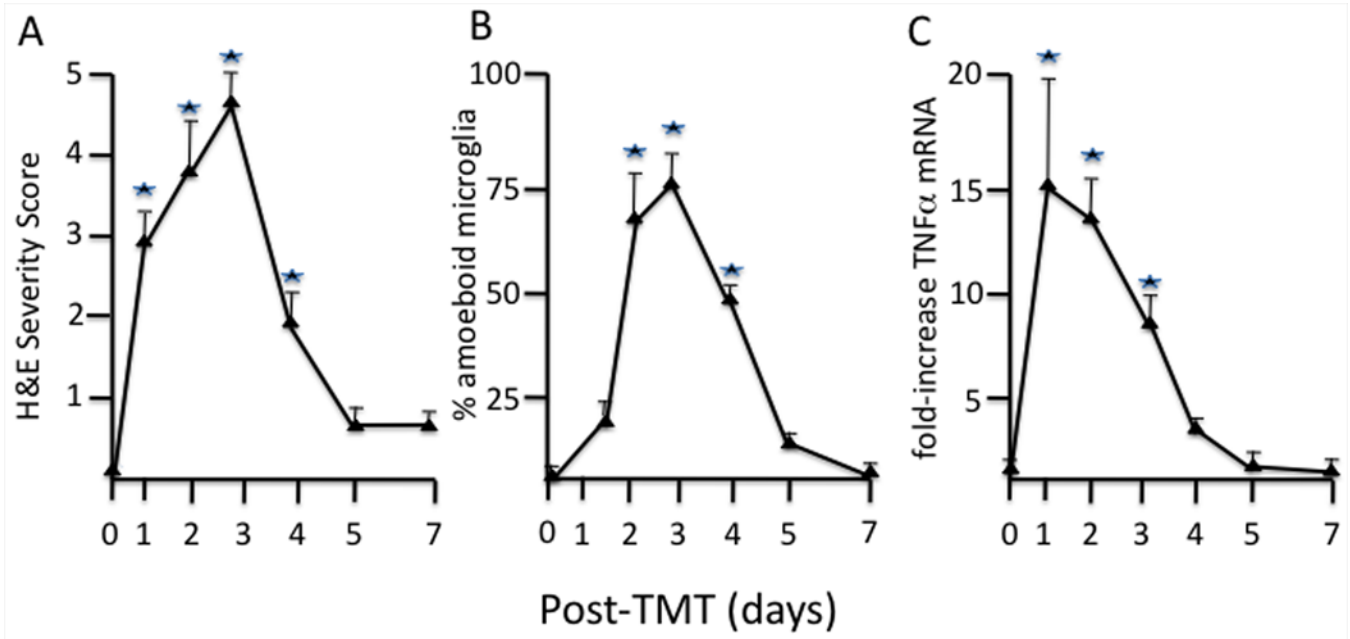 A
H&E Severity Score
5
4
3
2
1
0 1 2 3 4 5 7
B
% amoeboid microglia
100
75
50
25
0 1 2 3 4 5 7
C
fold-increase TNFα mRNA
20
15
10
5
0 1 2 3 4 5 7
Post-TMT (days)